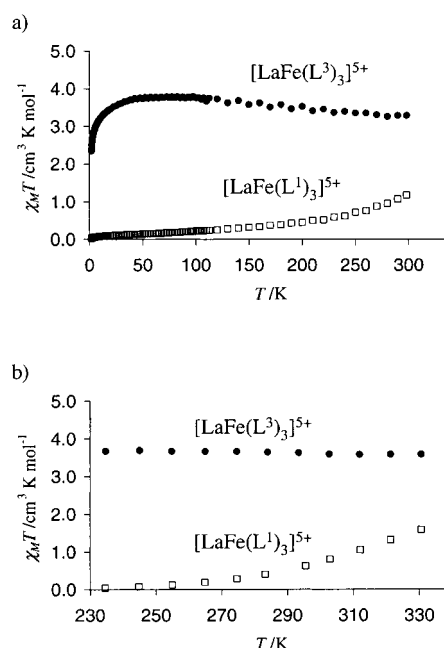 a)
[LaFe(L³)₃]⁵⁺
[LaFe(L¹)₃]⁵⁺
χ_M T /cm³ K mol⁻¹
5.0
4.0
3.0
2.0
1.0
0.0
0 50 100 150 200 250 300
T /K
b)
[LaFe(L³)₃]⁵⁺
[LaFe(L¹)₃]⁵⁺
χ_M T /cm³ K mol⁻¹
5.0
4.0
3.0
2.0
1.0
0.0
230 250 270 290 310 330
T /K